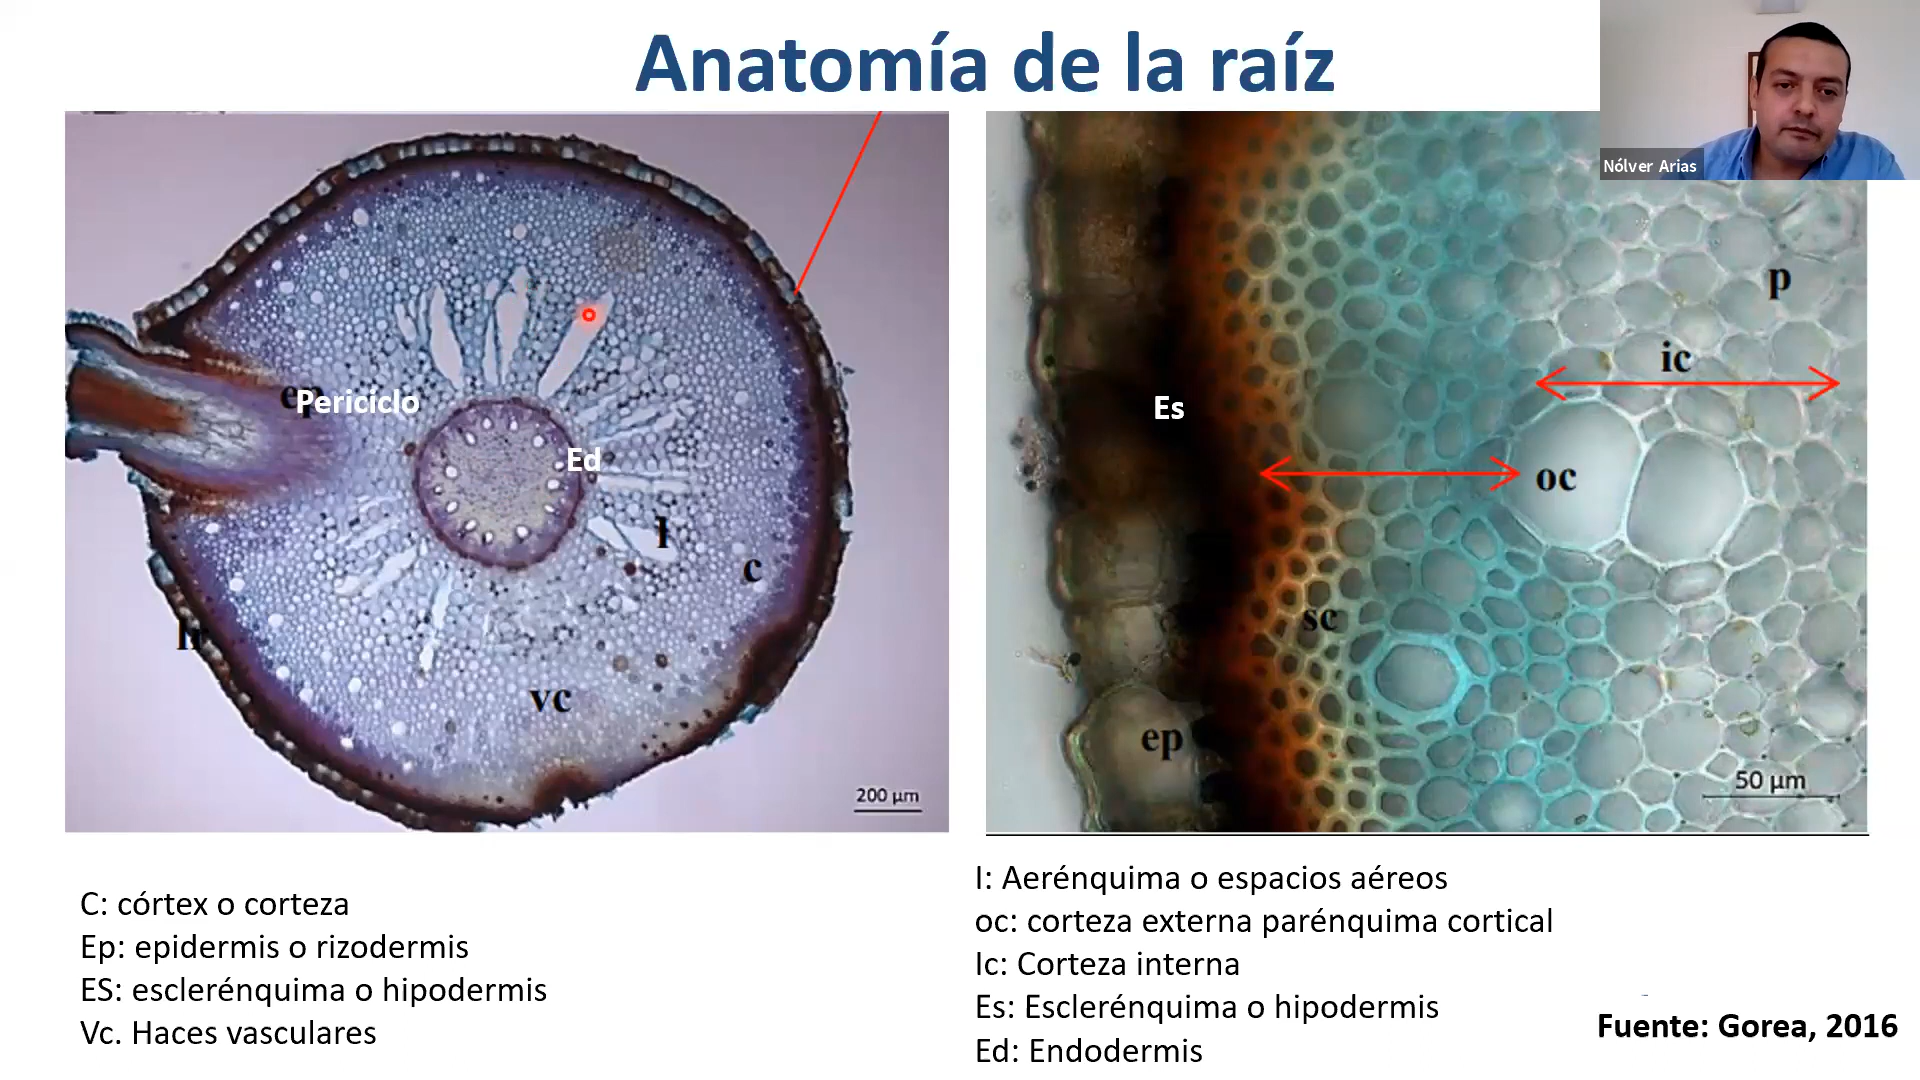 Anatomía de la raíz
Nólver Arias
ep
Pericíclo
Ed
l
c
h
vc
200 µm
p
ic
Es
oc
sc
ep
50 µm
C: córtex o corteza
Ep: epidermis o rizodermis
ES: esclerénquima o hipodermis
Vc. Haces vasculares
I: Aerénquima o espacios aéreos
oc: corteza externa parénquima cortical
Ic: Corteza interna
Es: Esclerénquima o hipodermis
Ed: Endodermis
Fuente: Gorea, 2016